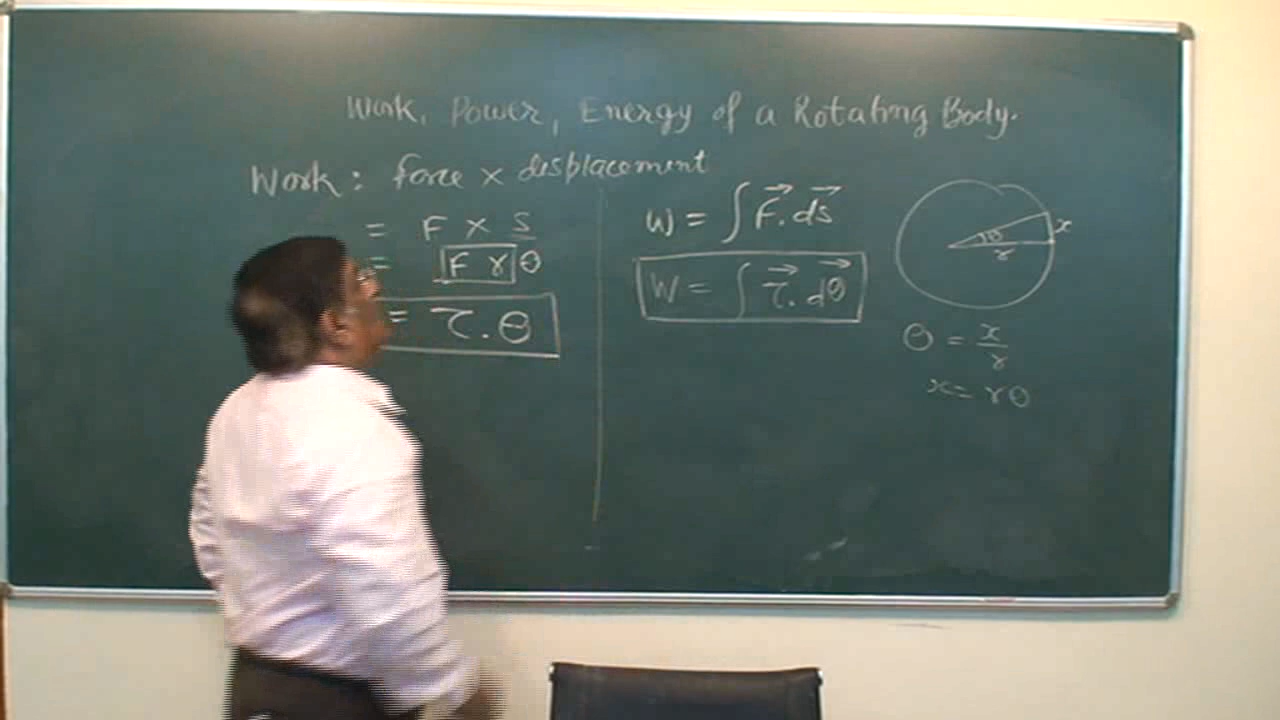 Work, Power, Energy of a Rotating Body.
Work: force × displacement
= F × S
= F r θ
= τ . θ
W = ∫ F⃗ . ds⃗
W = ∫ τ⃗ . dθ⃗
θ
x
r
θ = x/r
x = rθ